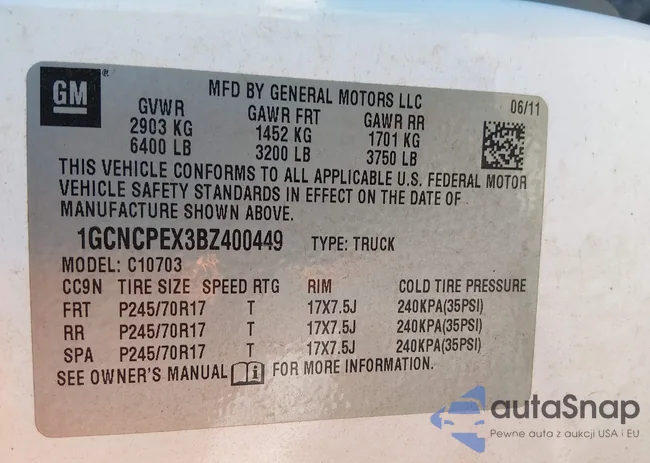 GM
MFD BY GENERAL MOTORS LLC
06/11
GVWR GAWR FRT GAWR RR
2903 KG 1452 KG 1701 KG
6400 LB 3200 LB 3750 LB
THIS VEHICLE CONFORMS TO ALL APPLICABLE U.S. FEDERAL MOTOR
VEHICLE SAFETY STANDARDS IN EFFECT ON THE DATE OF
MANUFACTURE SHOWN ABOVE.
1GCNCPEX3BZ400449 TYPE: TRUCK
MODEL: C10703
CC9N TIRE SIZE SPEED RTG RIM COLD TIRE PRESSURE
FRT P245/70R17 T 17X7.5J 240KPA(35PSI)
RR P245/70R17 T 17X7.5J 240KPA(35PSI)
SPA P245/70R17 T 17X7.5J 240KPA(35PSI)
SEE OWNER'S MANUAL FOR MORE INFORMATION.
autaSnap
Pewne auta z aukcji USA i EU